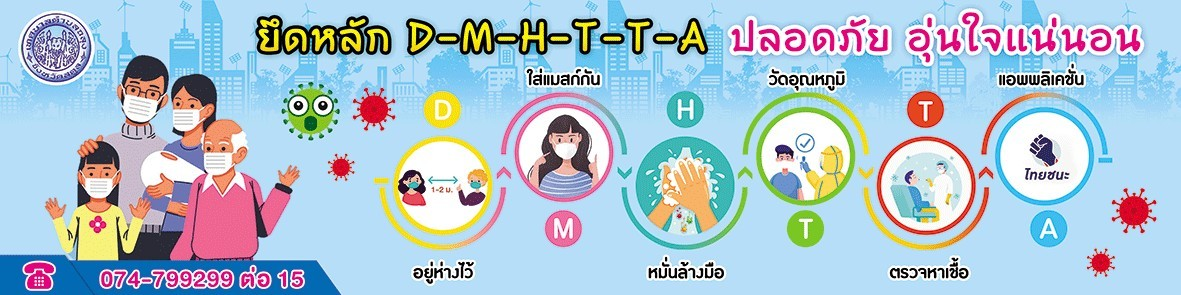 ยึดหลัก D-M-H-T-T-A ปลอดภัย อุ่นใจแน่นอน
ใส่แมสก์กัน
วัดอุณหภูมิ
แอพพลิเคชั่น
D
H
T
1-2 ม.
ไทยชนะ
M
T
A
อยู่ห่างไว้
หมั่นล้างมือ
ตรวจหาเชื้อ
074-799299 ต่อ 15